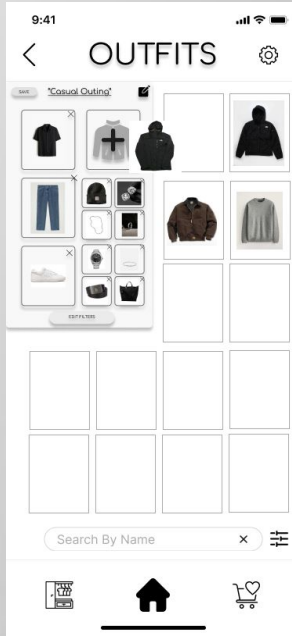 9:41
OUTFITS
SAVE
"Casual Outing"
EDIT FILTERS
Search By Name